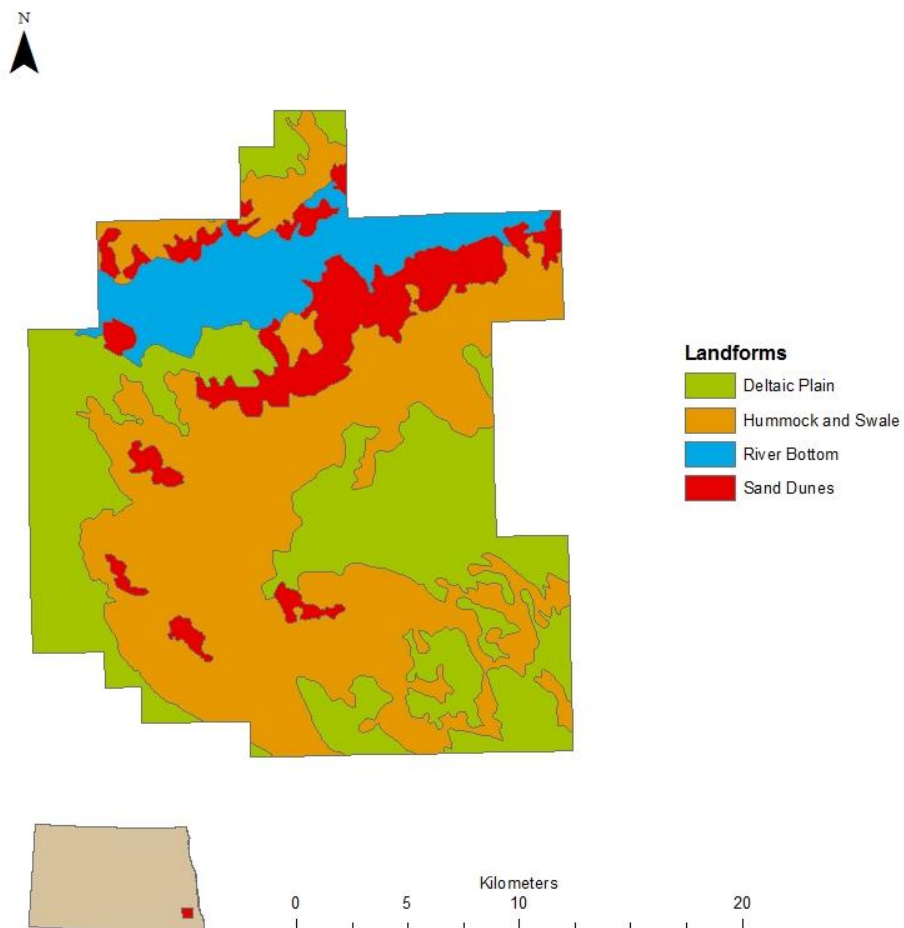 N
Landforms
Deltaic Plain
Hummock and Swale
River Bottom
Sand Dunes
Kilometers
0 5 10 20